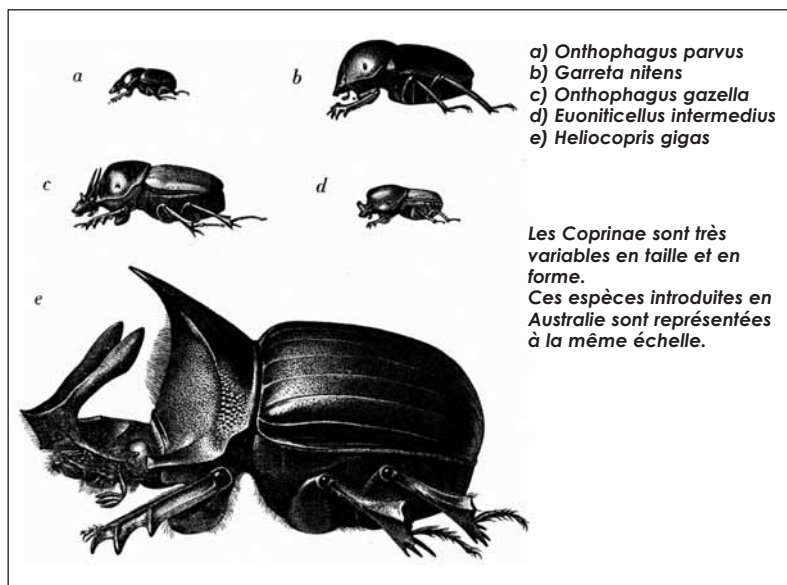 a
b
c
d
e
a) Onthophagus parvus
b) Garreta nitens
c) Onthophagus gazella
d) Euoniticellus intermedius
e) Heliocopris gigas
Les Coprinae sont très
variables en taille et en
forme.
Ces espèces introduites en
Australie sont représentées
à la même échelle.